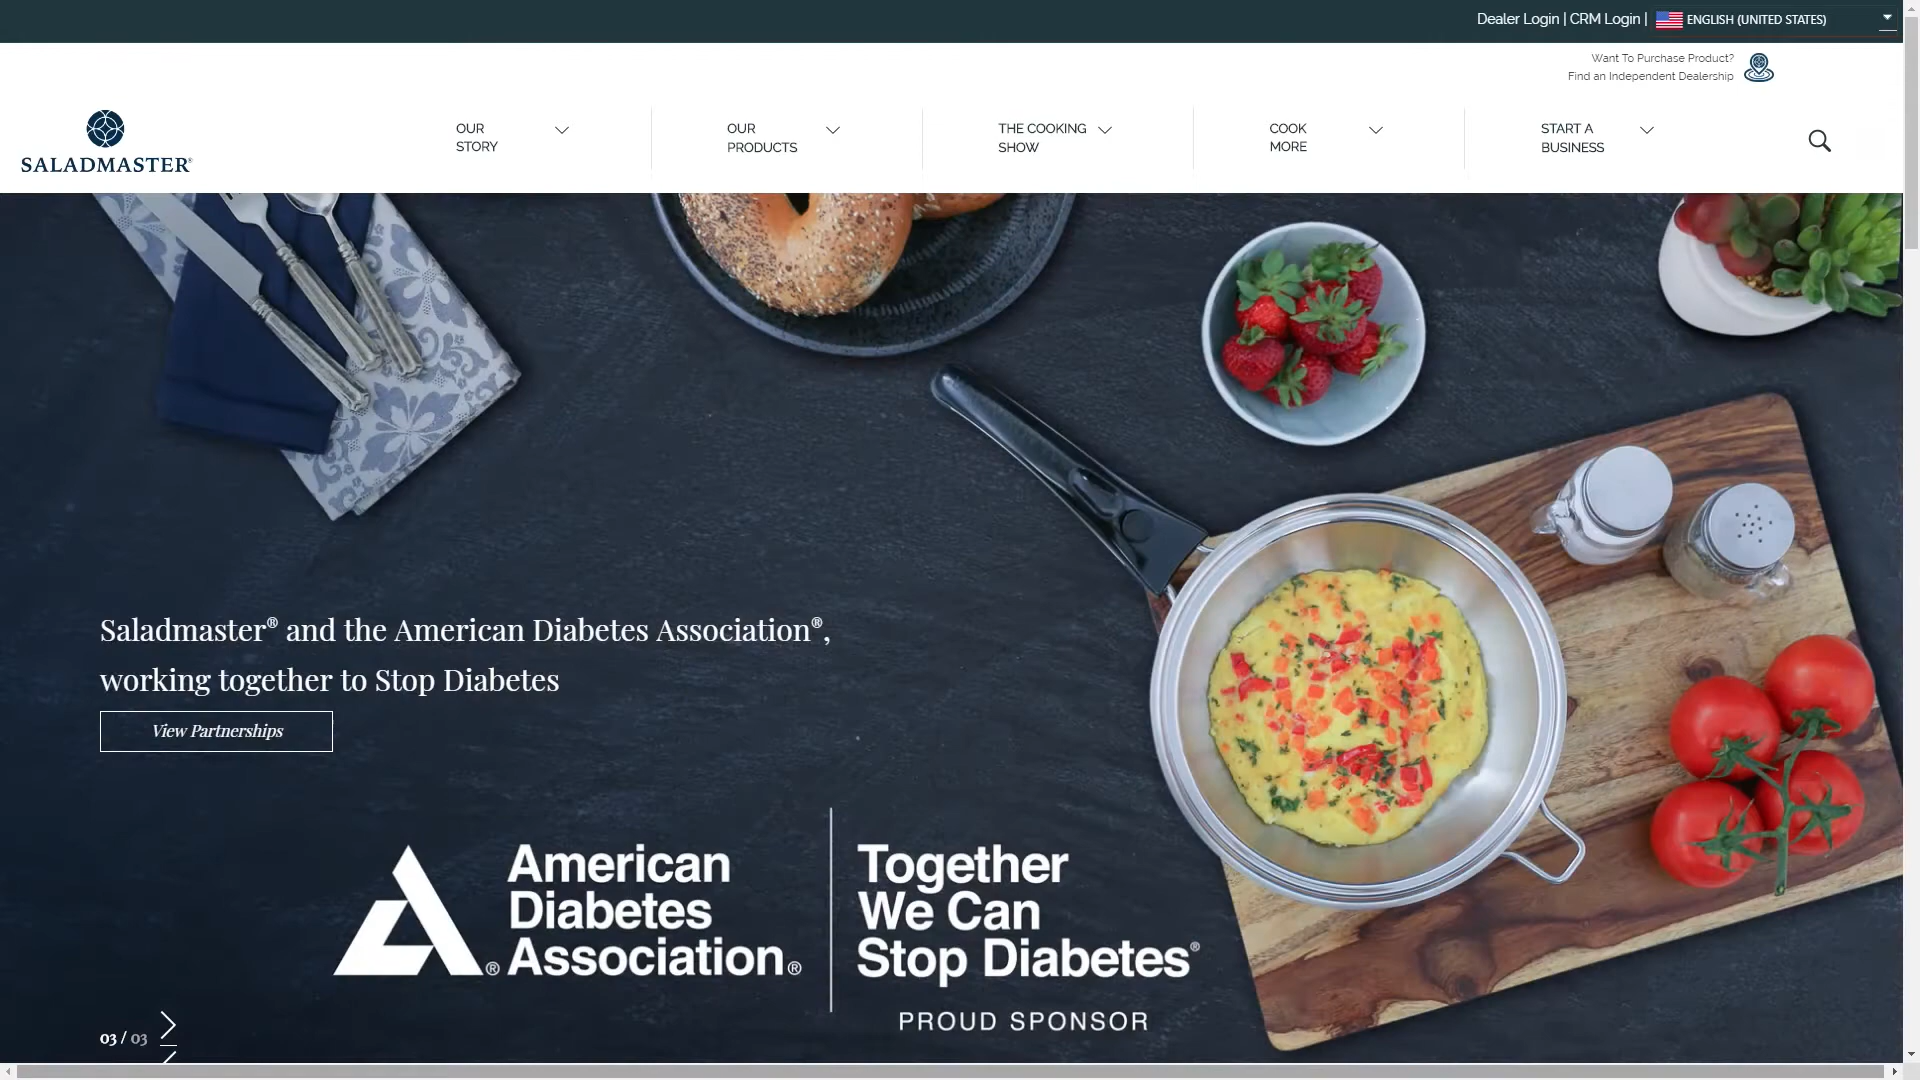 Dealer Login | CRM Login | ENGLISH (UNITED STATES)
Want To Purchase Product?
Find an Independent Dealership
SALADMASTER®
OUR
STORY
OUR
PRODUCTS
THE COOKING
SHOW
COOK
MORE
START A
BUSINESS
Saladmaster® and the American Diabetes Association®,
working together to Stop Diabetes
View Partnerships
American
Diabetes
® Association®
Together
We Can
Stop Diabetes®
PROUD SPONSOR
03 / 03